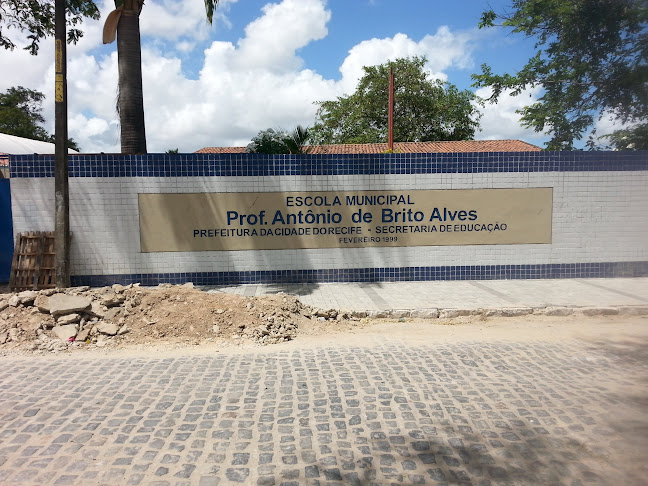 ESCOLA MUNICIPAL
Prof. Antônio de Brito Alves
PREFEITURA DA CIDADE DO RECIFE - SECRETARIA DE EDUCAÇÃO
FEVEREIRO 1999